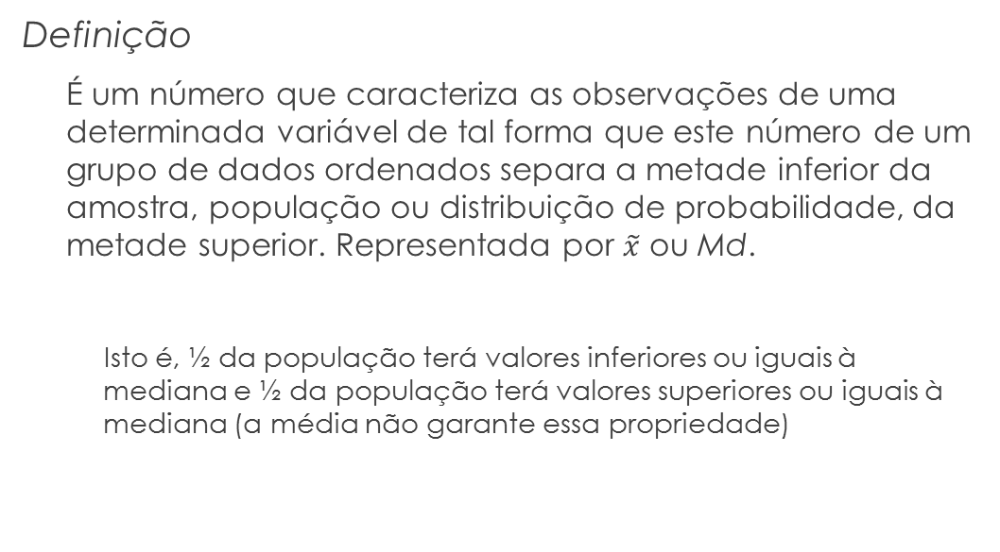 Definição
É um número que caracteriza as observações de uma
determinada variável de tal forma que este número de um
grupo de dados ordenados separa a metade inferior da
amostra, população ou distribuição de probabilidade, da
metade superior. Representada por x̃ ou Md.
Isto é, ½ da população terá valores inferiores ou iguais à
mediana e ½ da população terá valores superiores ou iguais à
mediana (a média não garante essa propriedade)